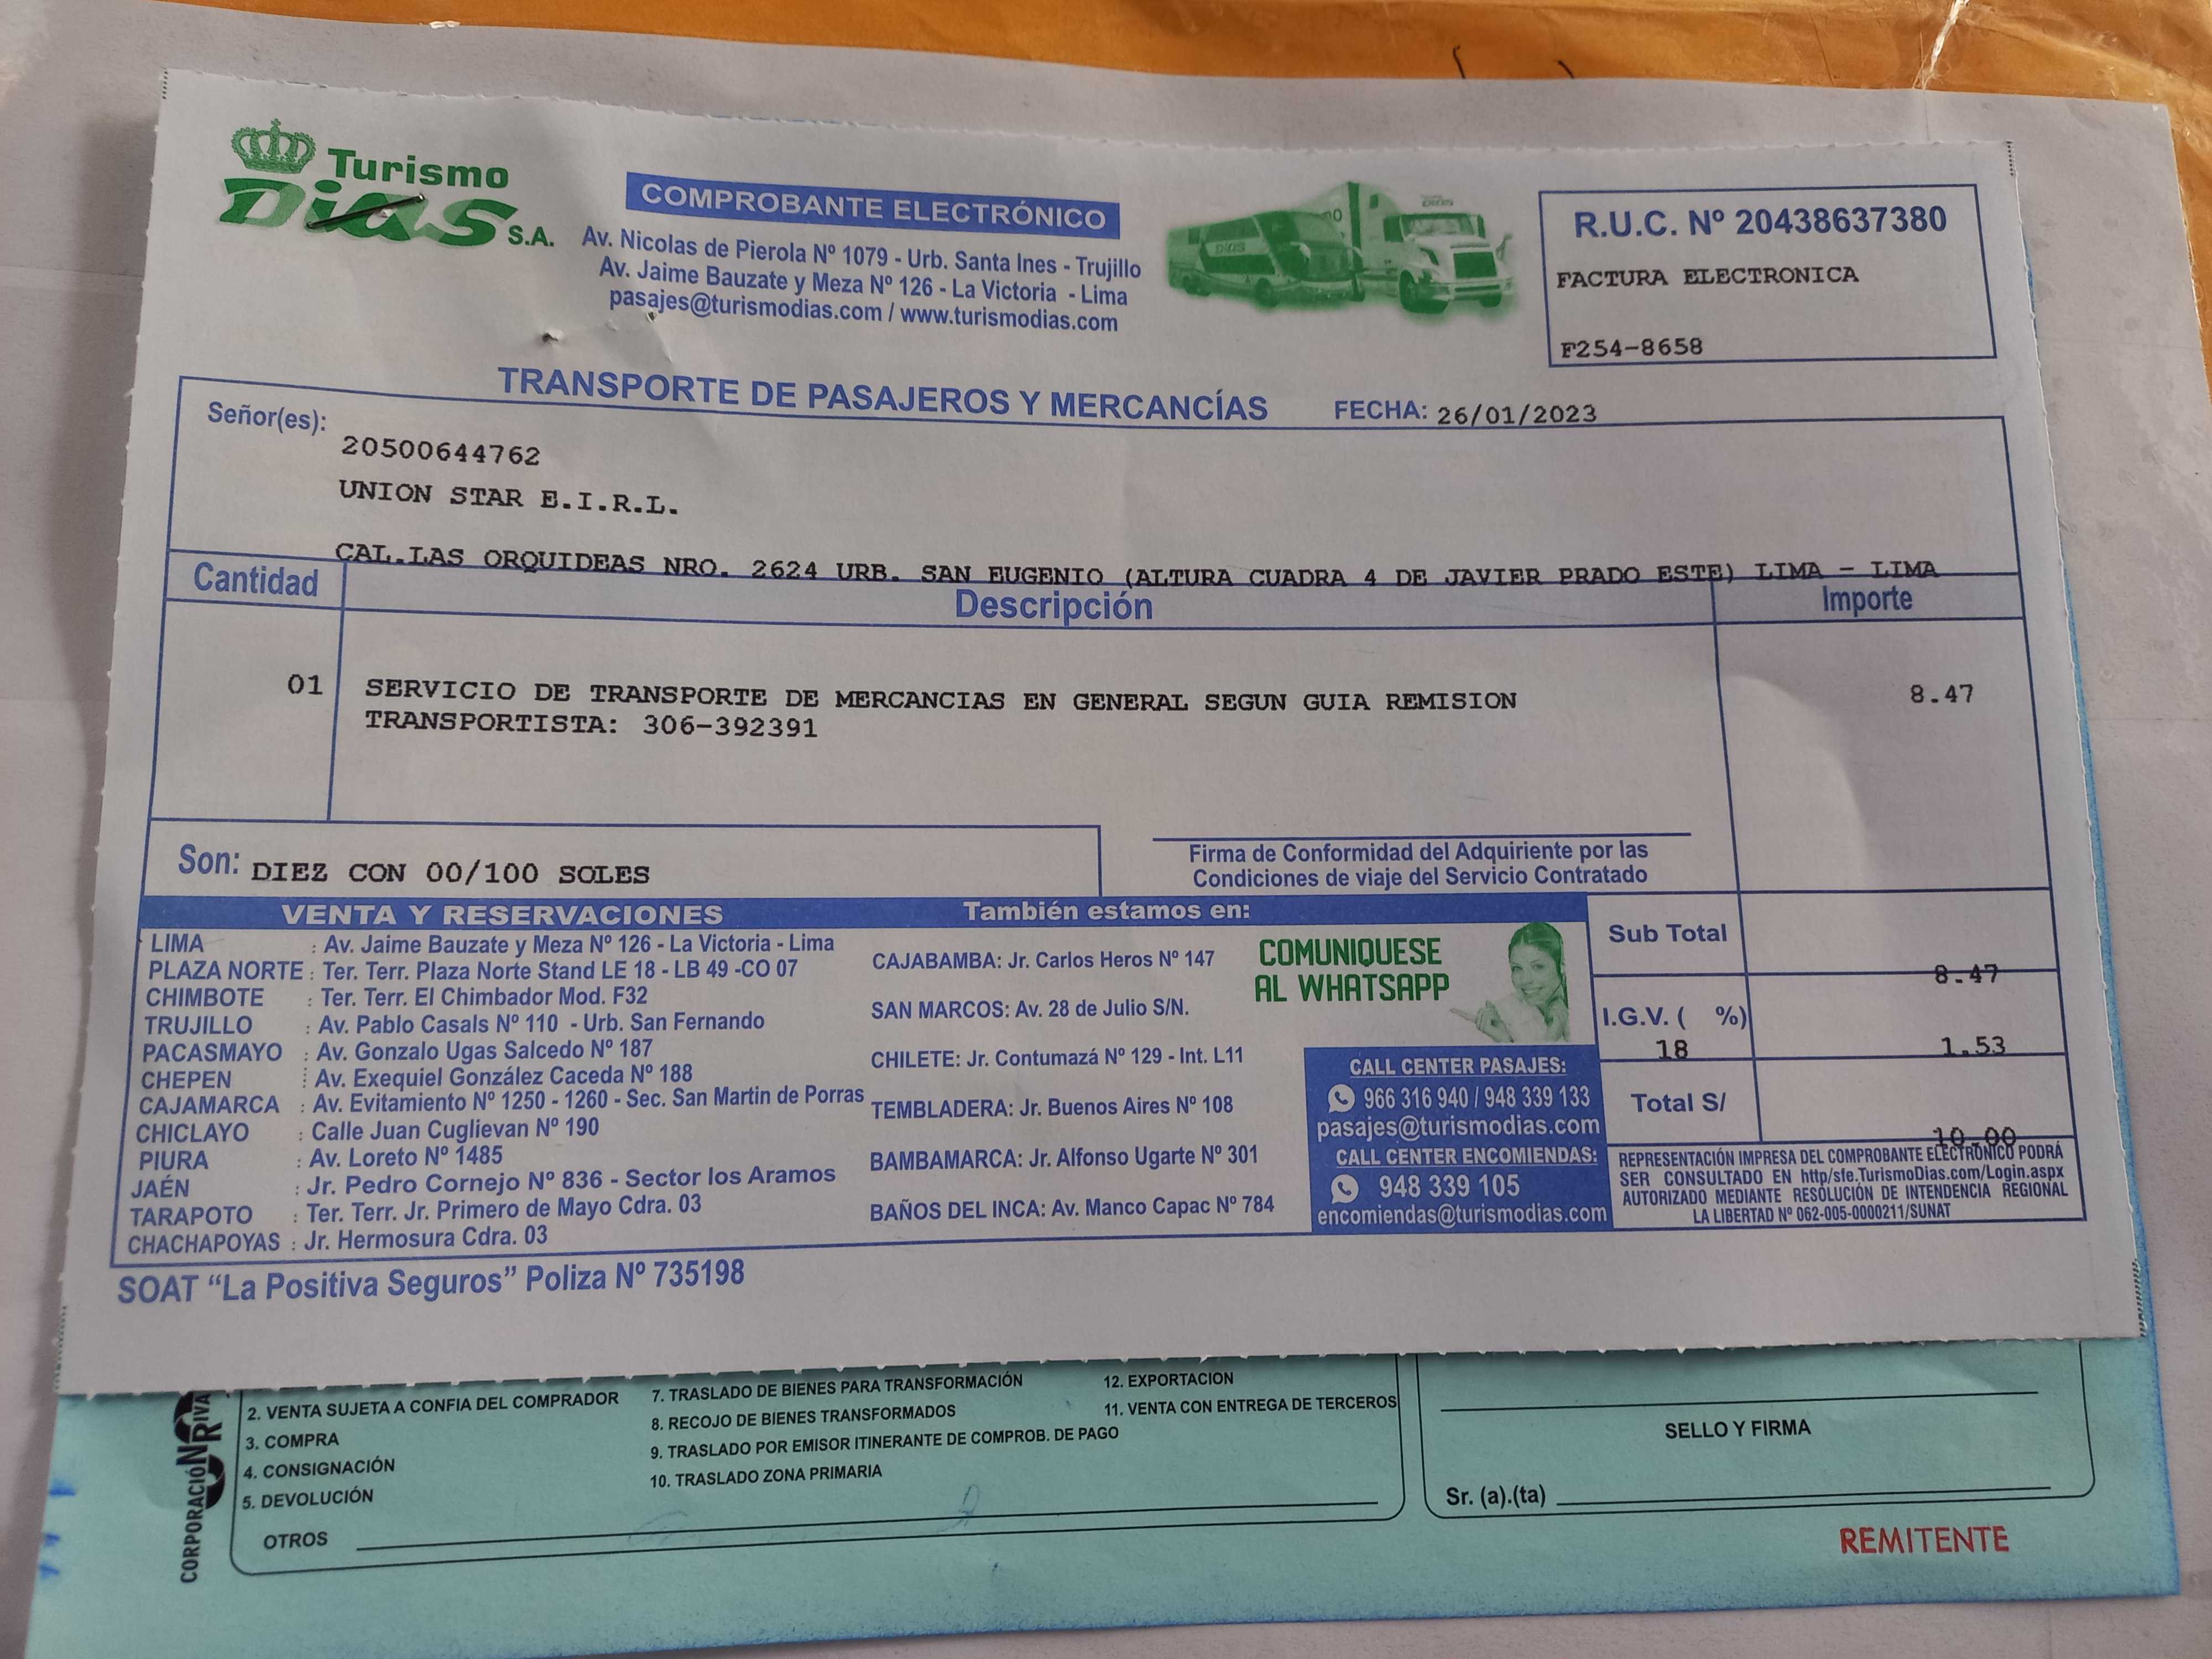 Turismo
Dias S.A.
COMPROBANTE ELECTRÓNICO
Av. Nicolas de Pierola Nº 1079 - Urb. Santa Ines - Trujillo
Av. Jaime Bauzate y Meza Nº 126 - La Victoria - Lima
pasajes@turismodias.com / www.turismodias.com
R.U.C. Nº 20438637380
FACTURA ELECTRONICA
F254-8658
TRANSPORTE DE PASAJEROS Y MERCANCÍAS
FECHA: 26/01/2023
Señor(es):
20500644762
UNION STAR E.I.R.L.
CAL.LAS ORQUIDEAS NRO. 2624 URB. SAN EUGENIO (ALTURA CUADRA 4 DE JAVIER PRADO ESTE) LIMA - LIMA
Cantidad Descripción Importe
01 SERVICIO DE TRANSPORTE DE MERCANCIAS EN GENERAL SEGUN GUIA REMISION 8.47
TRANSPORTISTA: 306-392391
Son: DIEZ CON 00/100 SOLES
Firma de Conformidad del Adquiriente por las
Condiciones de viaje del Servicio Contratado
VENTA Y RESERVACIONES
LIMA : Av. Jaime Bauzate y Meza Nº 126 - La Victoria - Lima
PLAZA NORTE : Ter. Terr. Plaza Norte Stand LE 18 - LB 49 -CO 07
CHIMBOTE : Ter. Terr. El Chimbador Mod. F32
TRUJILLO : Av. Pablo Casals Nº 110 - Urb. San Fernando
PACASMAYO : Av. Gonzalo Ugas Salcedo Nº 187
CHEPEN : Av. Exequiel González Caceda Nº 188
CAJAMARCA : Av. Evitamiento Nº 1250 - 1260 - Sec. San Martin de Porras
CHICLAYO : Calle Juan Cuglievan Nº 190
PIURA : Av. Loreto Nº 1485
JAÉN : Jr. Pedro Cornejo Nº 836 - Sector los Aramos
TARAPOTO : Ter. Terr. Jr. Primero de Mayo Cdra. 03
CHACHAPOYAS : Jr. Hermosura Cdra. 03
También estamos en:
CAJABAMBA: Jr. Carlos Heros Nº 147
SAN MARCOS: Av. 28 de Julio S/N.
CHILETE: Jr. Contumazá Nº 129 - Int. L11
TEMBLADERA: Jr. Buenos Aires Nº 108
BAMBAMARCA: Jr. Alfonso Ugarte Nº 301
BAÑOS DEL INCA: Av. Manco Capac Nº 784
COMUNIQUESE
AL WHATSAPP
CALL CENTER PASAJES:
966 316 940 / 948 339 133
pasajes@turismodias.com
CALL CENTER ENCOMIENDAS:
948 339 105
encomiendas@turismodias.com
Sub Total
8.47
I.G.V. ( %)
18 1.53
Total S/
10.00
REPRESENTACIÓN IMPRESA DEL COMPROBANTE ELECTRÓNICO PODRÁ
SER CONSULTADO EN http/sfe.TurismoDias.com/Login.aspx
AUTORIZADO MEDIANTE RESOLUCIÓN DE INTENDENCIA REGIONAL
LA LIBERTAD Nº 062-005-0000211/SUNAT
SOAT “La Positiva Seguros” Poliza Nº 735198
2. VENTA SUJETA A CONFIA DEL COMPRADOR
3. COMPRA
4. CONSIGNACIÓN
5. DEVOLUCIÓN
7. TRASLADO DE BIENES PARA TRANSFORMACIÓN
8. RECOJO DE BIENES TRANSFORMADOS
9. TRASLADO POR EMISOR ITINERANTE DE COMPROB. DE PAGO
10. TRASLADO ZONA PRIMARIA
12. EXPORTACION
11. VENTA CON ENTREGA DE TERCEROS
OTROS
SELLO Y FIRMA
Sr. (a).(ta)
REMITENTE
CORPORACIÓN